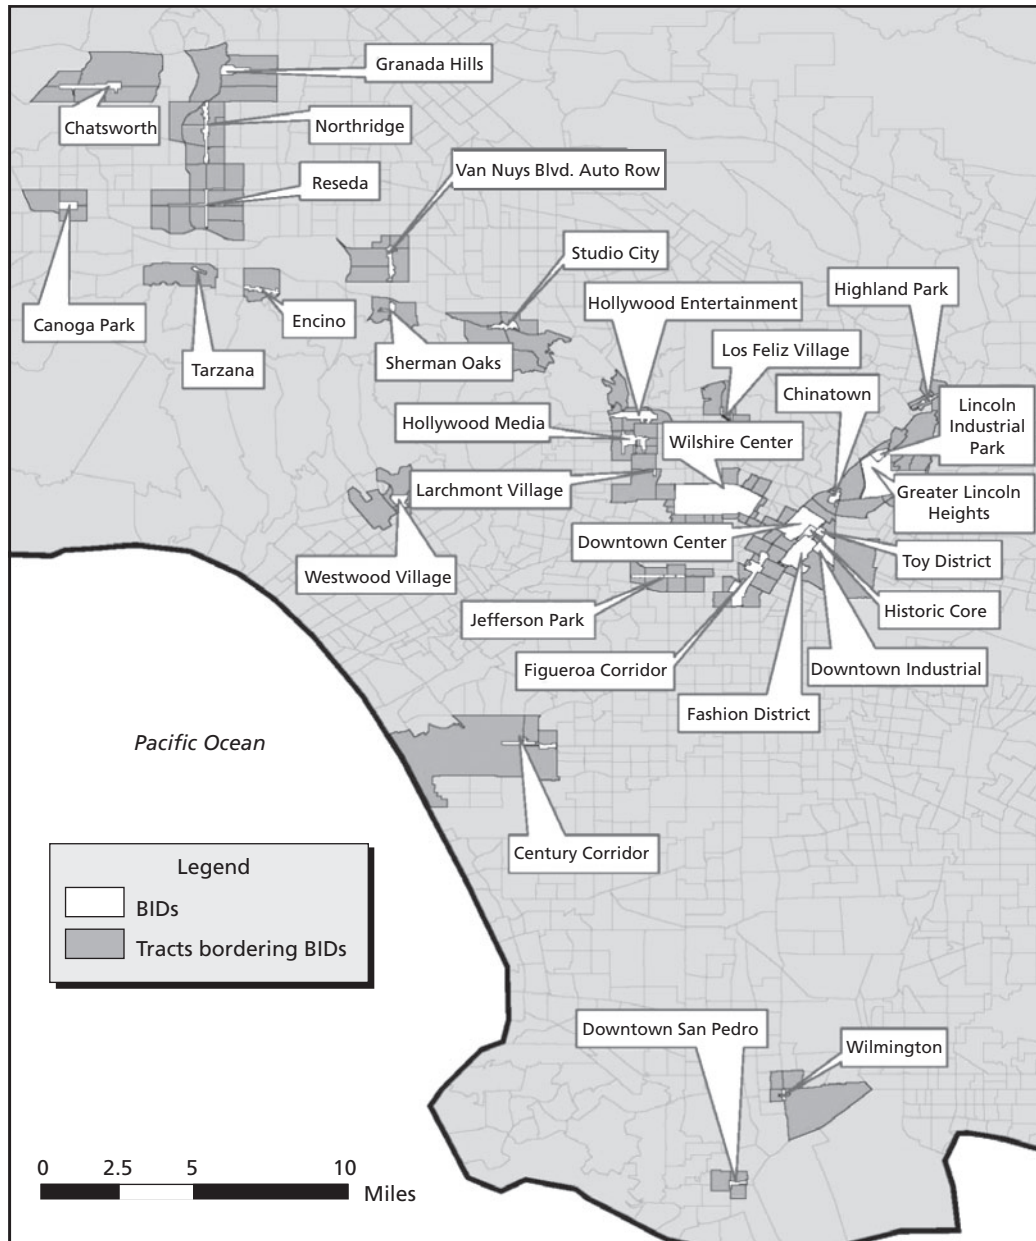 Granada Hills
Chatsworth
Northridge
Van Nuys Blvd. Auto Row
Reseda
Studio City
Highland Park
Hollywood Entertainment
Canoga Park
Encino
Los Feliz Village
Sherman Oaks
Tarzana
Chinatown
Lincoln
Industrial
Park
Hollywood Media
Wilshire Center
Larchmont Village
Greater Lincoln
Heights
Downtown Center
Toy District
Westwood Village
Historic Core
Jefferson Park
Figueroa Corridor
Downtown Industrial
Fashion District
Pacific Ocean
Century Corridor
Legend
BIDs
Tracts bordering BIDs
Downtown San Pedro
Wilmington
0 2.5 5 10
Miles